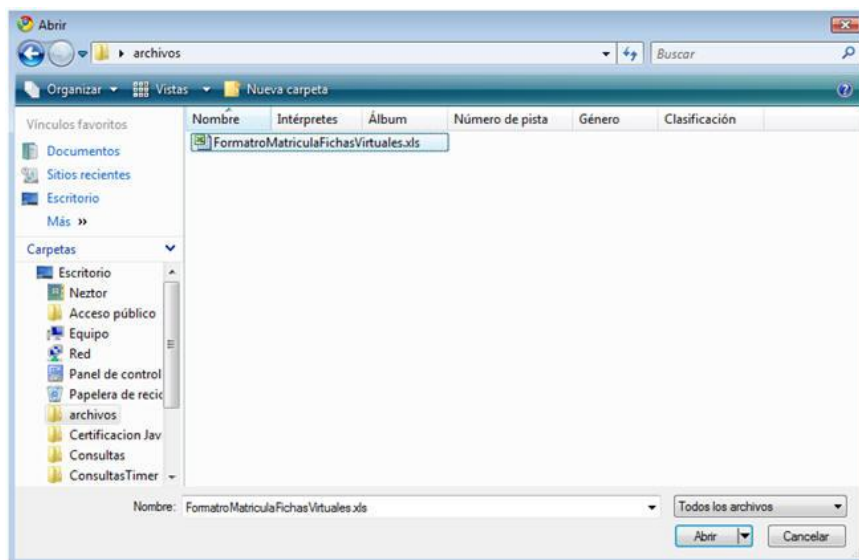 Abrir
archivos
Buscar
Organizar Vistas Nueva carpeta
Vínculos favoritos
Documentos
Sitios recientes
Escritorio
Más »
Carpetas
Escritorio
Neztor
Acceso público
Equipo
Red
Panel de control
Papelera de recic
archivos
Certificacion Jav
Consultas
ConsultasTimer
Nombre Intérpretes Álbum Número de pista Género Clasificación
FormatroMatriculaFichasVirtuales.xls
Nombre: FormatroMatriculaFichasVirtuales.xls Todos los archivos
Abrir Cancelar